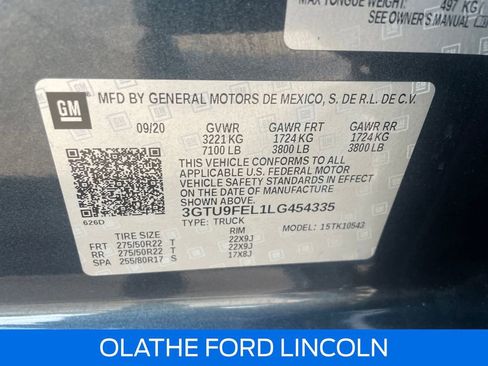 MAX TONGUE WEIGHT: 497 KG (
SEE OWNER'S MANUAL
GM
MFD BY GENERAL MOTORS DE MEXICO, S. DE R.L. DE C.V.
09/20 GVWR GAWR FRT GAWR RR
3221 KG 1724 KG 1724 KG
7100 LB 3800 LB 3800 LB
THIS VEHICLE CONFORMS TO ALL
APPLICABLE U.S. FEDERAL MOTOR
VEHICLE SAFETY
STANDARDS IN EFFECT ON THE DATE OF
MANUFACTURE SHOWN ABOVE.
3GTU9FEL1LG454335
626D TYPE: TRUCK MODEL: 15TK10543
TIRE SIZE RIM
FRT 275/50R22 T 22X9J
RR 275/50R22 T 22X9J
SPA 255/80R17 S 17X8J
OLATHE FORD LINCOLN